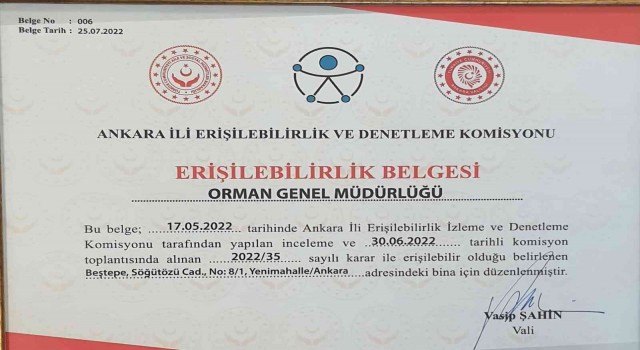 Belge No : 006
Belge Tarih : 25.07.2022
ANKARA İLİ ERİŞİLEBİLİRLİK VE DENETLEME KOMİSYONU
ERİŞİLEBİLİRLİK BELGESİ
ORMAN GENEL MÜDÜRLÜĞÜ
Bu belge; ....17.05.2022.... tarihinde Ankara İli Erişilebilirlik İzleme ve Denetleme
Komisyonu tarafından yapılan inceleme ve ....30.06.2022....... tarihli komisyon
toplantısında alınan ......2022/35...... sayılı karar ile erişilebilir olduğu belirlenen
Beştepe, Söğütözü Cad., No: 8/1, Yenimahalle/Ankara ....adresindeki bina için düzenlenmiştir.
Vasip ŞAHİN
Vali